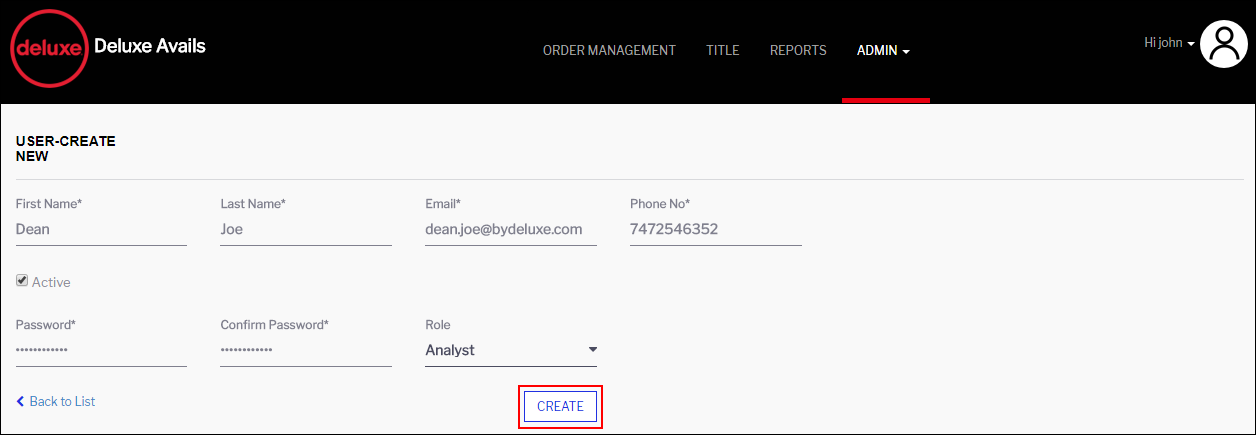 deluxe Deluxe Avails
ORDER MANAGEMENT TITLE REPORTS ADMIN
Hi john
USER-CREATE
NEW
First Name* Last Name* Email* Phone No*
Dean Joe dean.joe@bydeluxe.com 7472546352
Active
Password* Confirm Password* Role
•••••••••••• •••••••••••• Analyst
Back to List CREATE